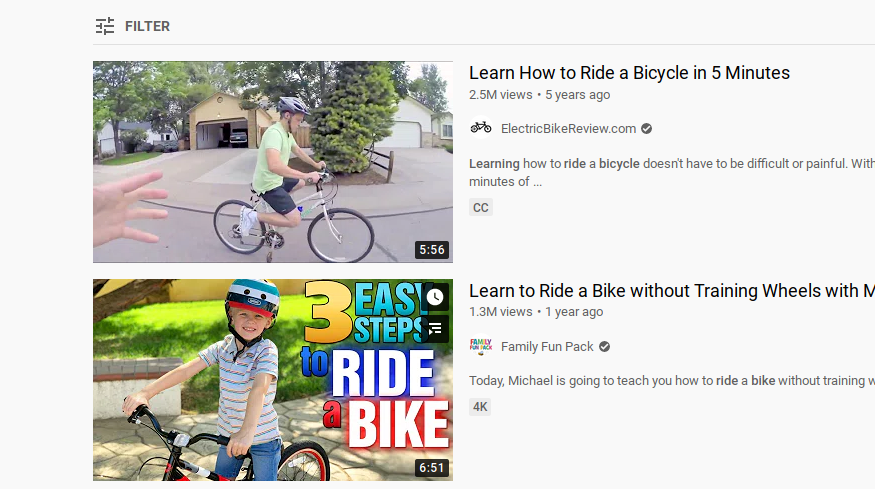 FILTER
Learn How to Ride a Bicycle in 5 Minutes
2.5M views • 5 years ago
ElectricBikeReview.com
Learning how to ride a bicycle doesn't have to be difficult or painful. With
minutes of ...
CC
5:56
3 EASY
STEPS
to RIDE
a BIKE
6:51
Learn to Ride a Bike without Training Wheels with M
1.3M views • 1 year ago
FAMILY
FUN PACK
Family Fun Pack
Today, Michael is going to teach you how to ride a bike without training w
4K